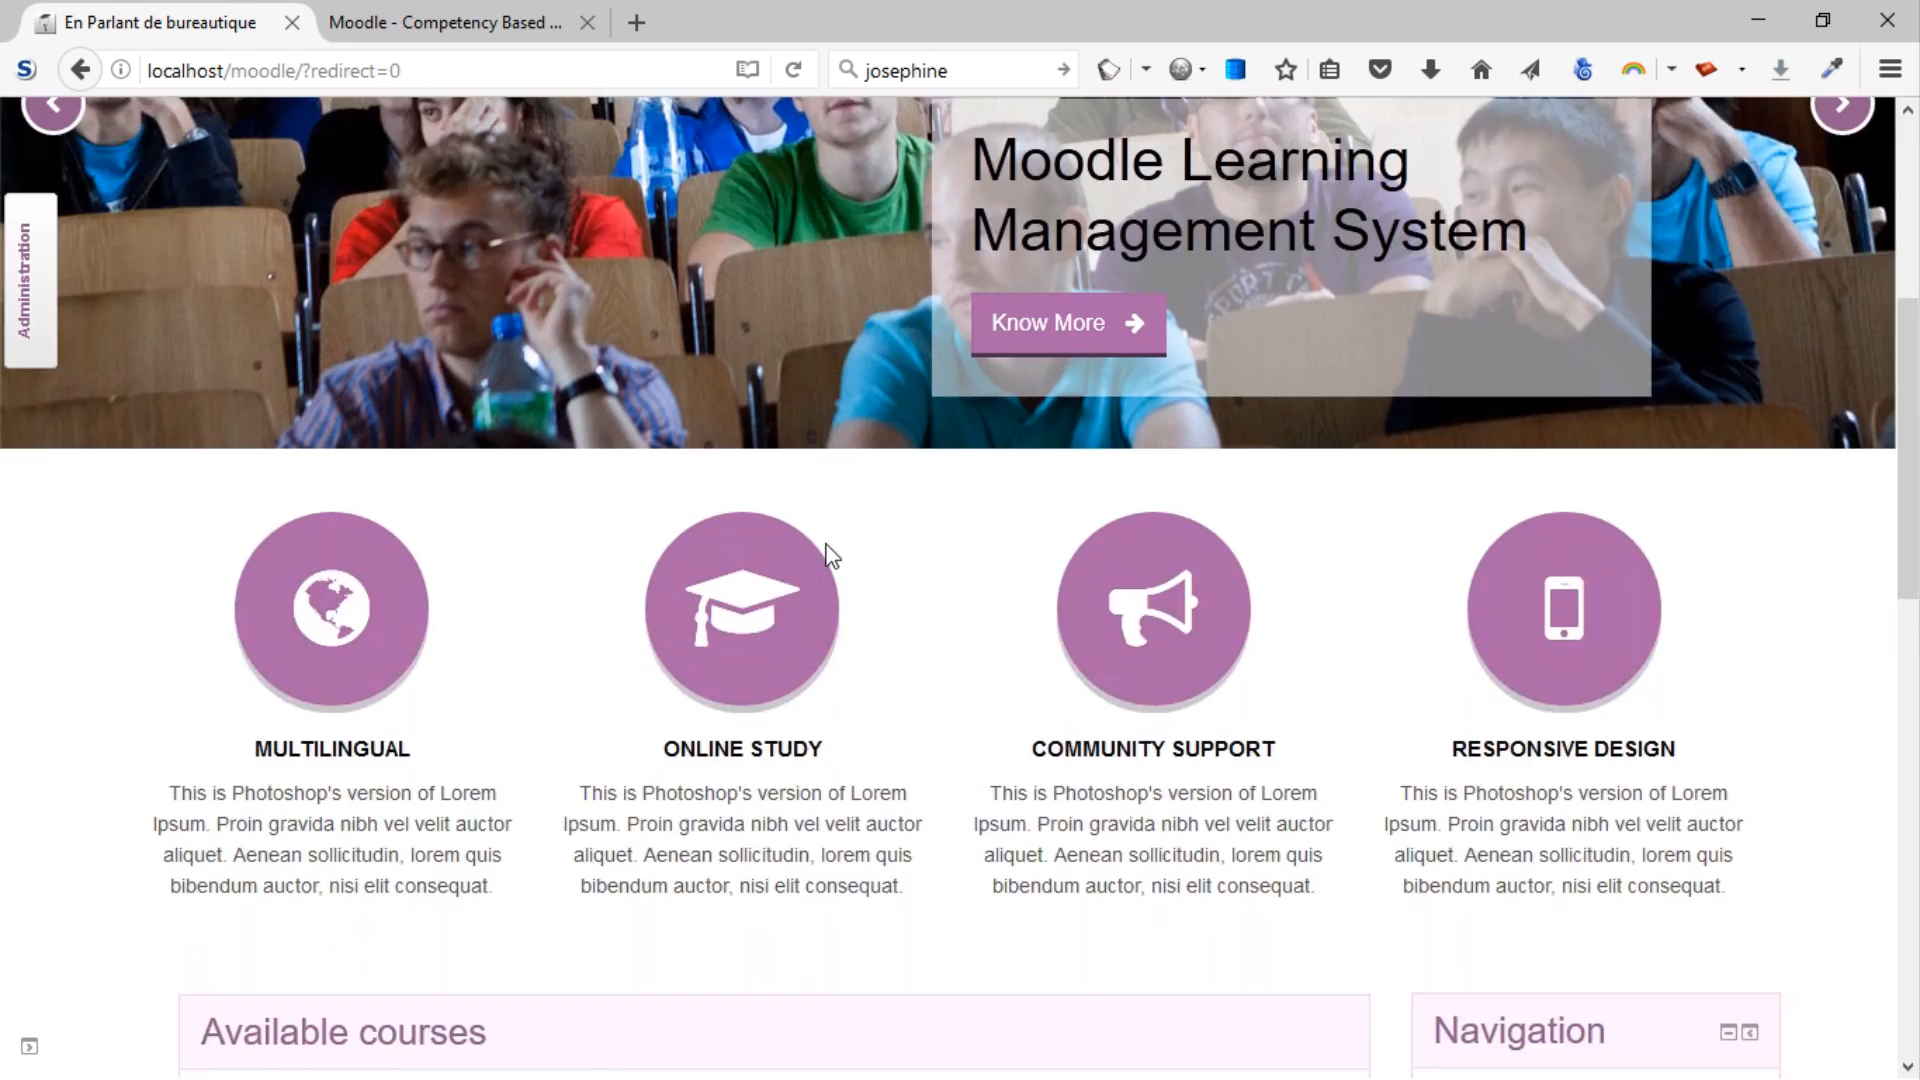 En Parlant de bureautique
Moodle - Competency Based ...
S
localhost/moodle/?redirect=0
josephine
Administration
Moodle Learning
Management System
Know More
MULTILINGUAL
This is Photoshop's version of Lorem
Ipsum. Proin gravida nibh vel velit auctor
aliquet. Aenean sollicitudin, lorem quis
bibendum auctor, nisi elit consequat.
ONLINE STUDY
This is Photoshop's version of Lorem
Ipsum. Proin gravida nibh vel velit auctor
aliquet. Aenean sollicitudin, lorem quis
bibendum auctor, nisi elit consequat.
COMMUNITY SUPPORT
This is Photoshop's version of Lorem
Ipsum. Proin gravida nibh vel velit auctor
aliquet. Aenean sollicitudin, lorem quis
bibendum auctor, nisi elit consequat.
RESPONSIVE DESIGN
This is Photoshop's version of Lorem
Ipsum. Proin gravida nibh vel velit auctor
aliquet. Aenean sollicitudin, lorem quis
bibendum auctor, nisi elit consequat.
Available courses
Navigation